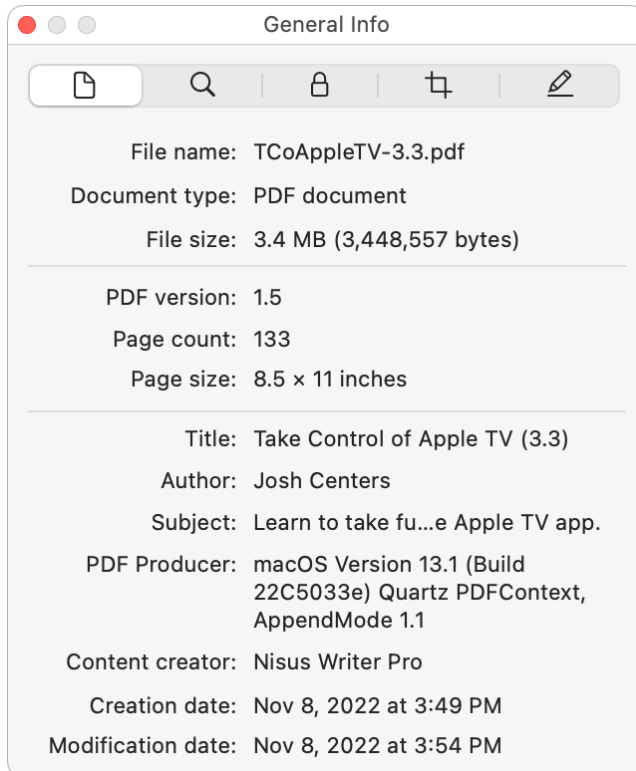 General Info
File name: TCoAppleTV-3.3.pdf
Document type: PDF document
File size: 3.4 MB (3,448,557 bytes)
PDF version: 1.5
Page count: 133
Page size: 8.5 × 11 inches
Title: Take Control of Apple TV (3.3)
Author: Josh Centers
Subject: Learn to take fu...e Apple TV app.
PDF Producer: macOS Version 13.1 (Build
22C5033e) Quartz PDFContext,
AppendMode 1.1
Content creator: Nisus Writer Pro
Creation date: Nov 8, 2022 at 3:49 PM
Modification date: Nov 8, 2022 at 3:54 PM